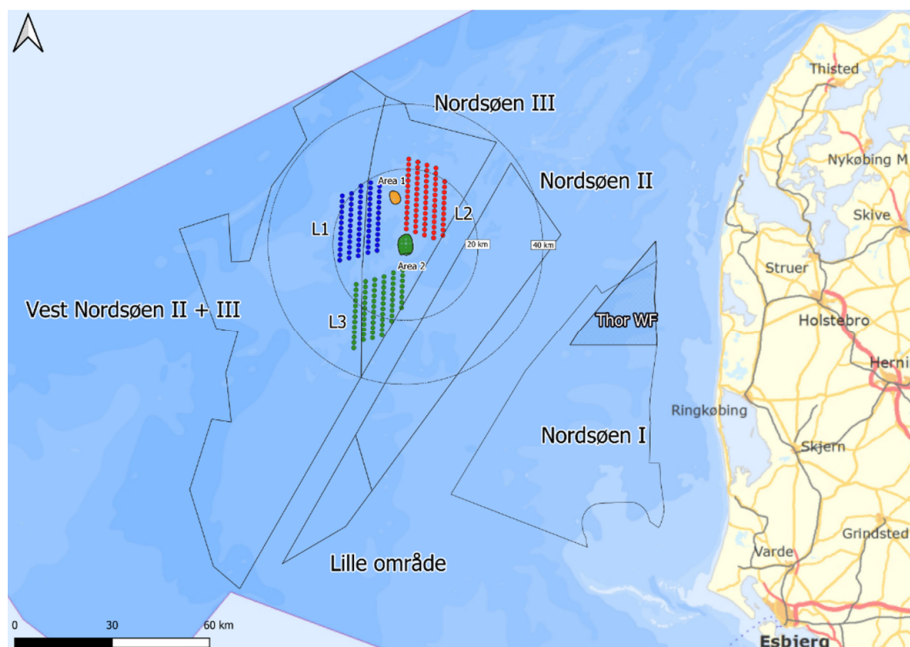 Thisted
Nordsøen III
Nykøbing M
Nordsøen II
Area 1
Skive
L1
L2
20 km
40 km
Area 2
Struer
Vest Nordsøen II + III
L3
Thor WF
Holstebro
Herni
Ringkøbing
Nordsøen I
Skjern
Grindsted
Varde
Lille område
0
30
60 km
Esbjerg